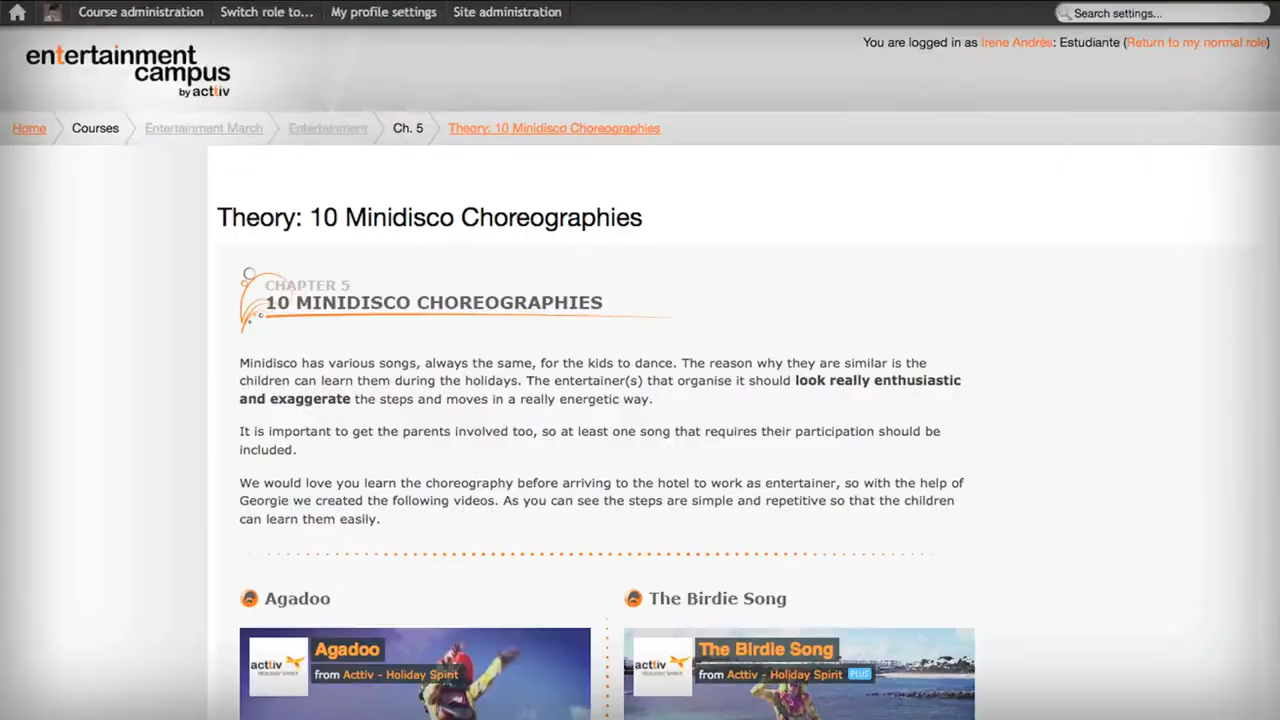 Course administration Switch role to... My profile settings Site administration Search settings...
You are logged in as Irene Andrés: Estudiante (Return to my normal role)
entertainment
campus
by acttiv
Home Courses Entertainment March Entertainment Ch. 5 Theory: 10 Minidisco Choreographies
Theory: 10 Minidisco Choreographies
CHAPTER 5
10 MINIDISCO CHOREOGRAPHIES
Minidisco has various songs, always the same, for the kids to dance. The reason why they are similar is the
children can learn them during the holidays. The entertainer(s) that organise it should look really enthusiastic
and exaggerate the steps and moves in a really energetic way.
It is important to get the parents involved too, so at least one song that requires their participation should be
included.
We would love you learn the choreography before arriving to the hotel to work as entertainer, so with the help of
Georgie we created the following videos. As you can see the steps are simple and repetitive so that the children
can learn them easily.
Agadoo The Birdie Song
acttiv Agadoo acttiv The Birdie Song
HOLIDAY SPIRIT from Acttiv - Holiday Spirit HOLIDAY SPIRIT from Acttiv - Holiday Spirit PLUS